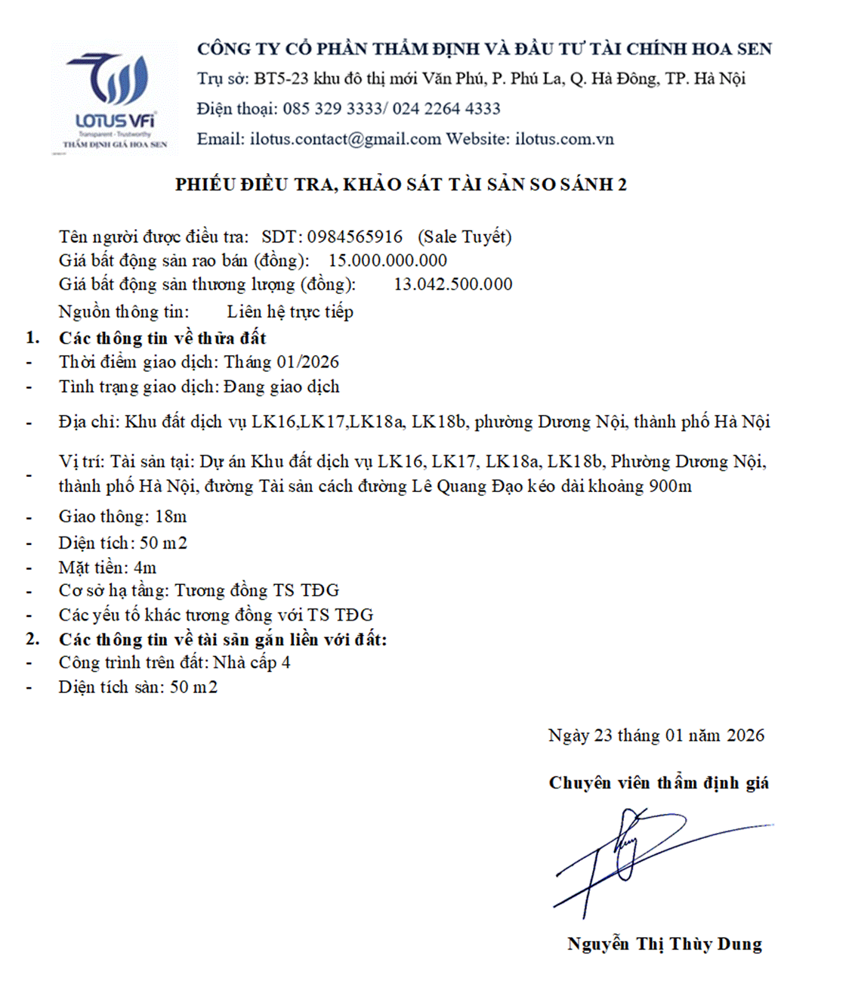 CÔNG TY CỔ PHẦN THẨM ĐỊNH VÀ ĐẦU TƯ TÀI CHÍNH HOA SEN
Trụ sở: BT5-23 khu đô thị mới Văn Phú, P. Phú La, Q. Hà Đông, TP. Hà Nội
Điện thoại: 085 329 3333/ 024 2264 4333
Email: ilotus.contact@gmail.com Website: ilotus.com.vn
LOTUS VFi
Transparent - Trustworthy
THẨM ĐỊNH GIÁ HOA SEN
PHIẾU ĐIỀU TRA, KHẢO SÁT TÀI SẢN SO SÁNH 2
Tên người được điều tra: SDT: 0984565916 (Sale Tuyết)
Giá bất động sản rao bán (đồng): 15.000.000.000
Giá bất động sản thương lượng (đồng): 13.042.500.000
Nguồn thông tin: Liên hệ trực tiếp
1. Các thông tin về thửa đất
- Thời điểm giao dịch: Tháng 01/2026
- Tình trạng giao dịch: Đang giao dịch
- Địa chỉ: Khu đất dịch vụ LK16,LK17,LK18a, LK18b, phường Dương Nội, thành phố Hà Nội
- Vị trí: Tài sản tại: Dự án Khu đất dịch vụ LK16, LK17, LK18a, LK18b, Phường Dương Nội,
thành phố Hà Nội, đường Tài sản cách đường Lê Quang Đạo kéo dài khoảng 900m
- Giao thông: 18m
- Diện tích: 50 m2
- Mặt tiền: 4m
- Cơ sở hạ tầng: Tương đồng TS TĐG
- Các yếu tố khác tương đồng với TS TĐG
2. Các thông tin về tài sản gắn liền với đất:
- Công trình trên đất: Nhà cấp 4
- Diện tích sàn: 50 m2
Ngày 23 tháng 01 năm 2026
Chuyên viên thẩm định giá
Nguyễn Thị Thùy Dung